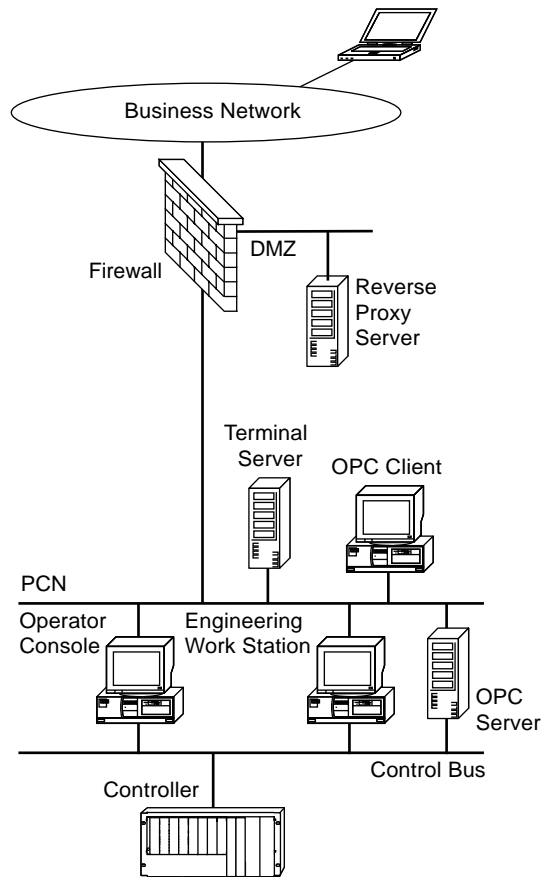 Business Network
Firewall
DMZ
Reverse
Proxy
Server
Terminal
Server
OPC Client
PCN
Operator
Console
Engineering
Work Station
OPC
Server
Control Bus
Controller